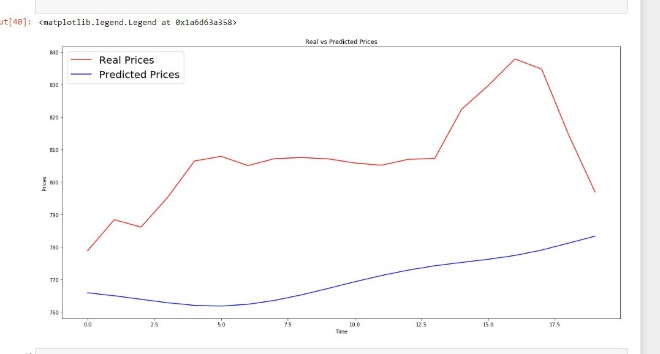 ut[40]: <matplotlib.legend.Legend at 0x1a6d63a358>
Real vs Predicted Prices
Real Prices
Predicted Prices
840
830
820
810
800
790
780
770
760
Prices
0.0 2.5 5.0 7.5 10.0 12.5 15.0 17.5
Time